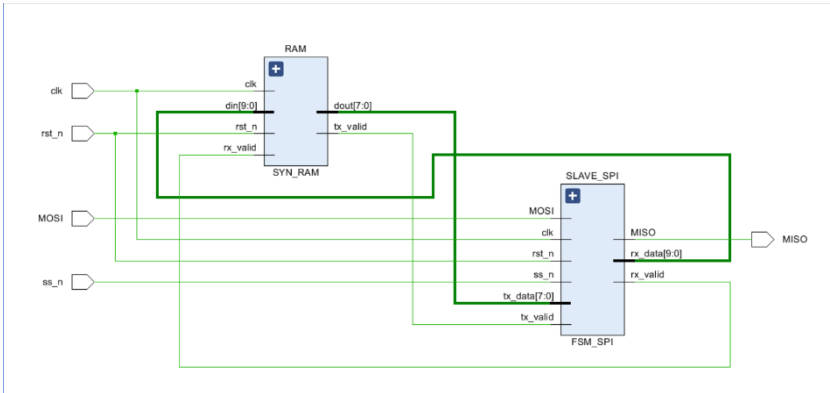 RAM
clk
clk
din[9:0]
dout[7:0]
rst_n
rst_n
tx_valid
rx_valid
SYN_RAM
SLAVE_SPI
MOSI
MOSI
clk
MISO
MISO
rst_n
rx_data[9:0]
ss_n
ss_n
rx_valid
tx_data[7:0]
tx_valid
FSM_SPI